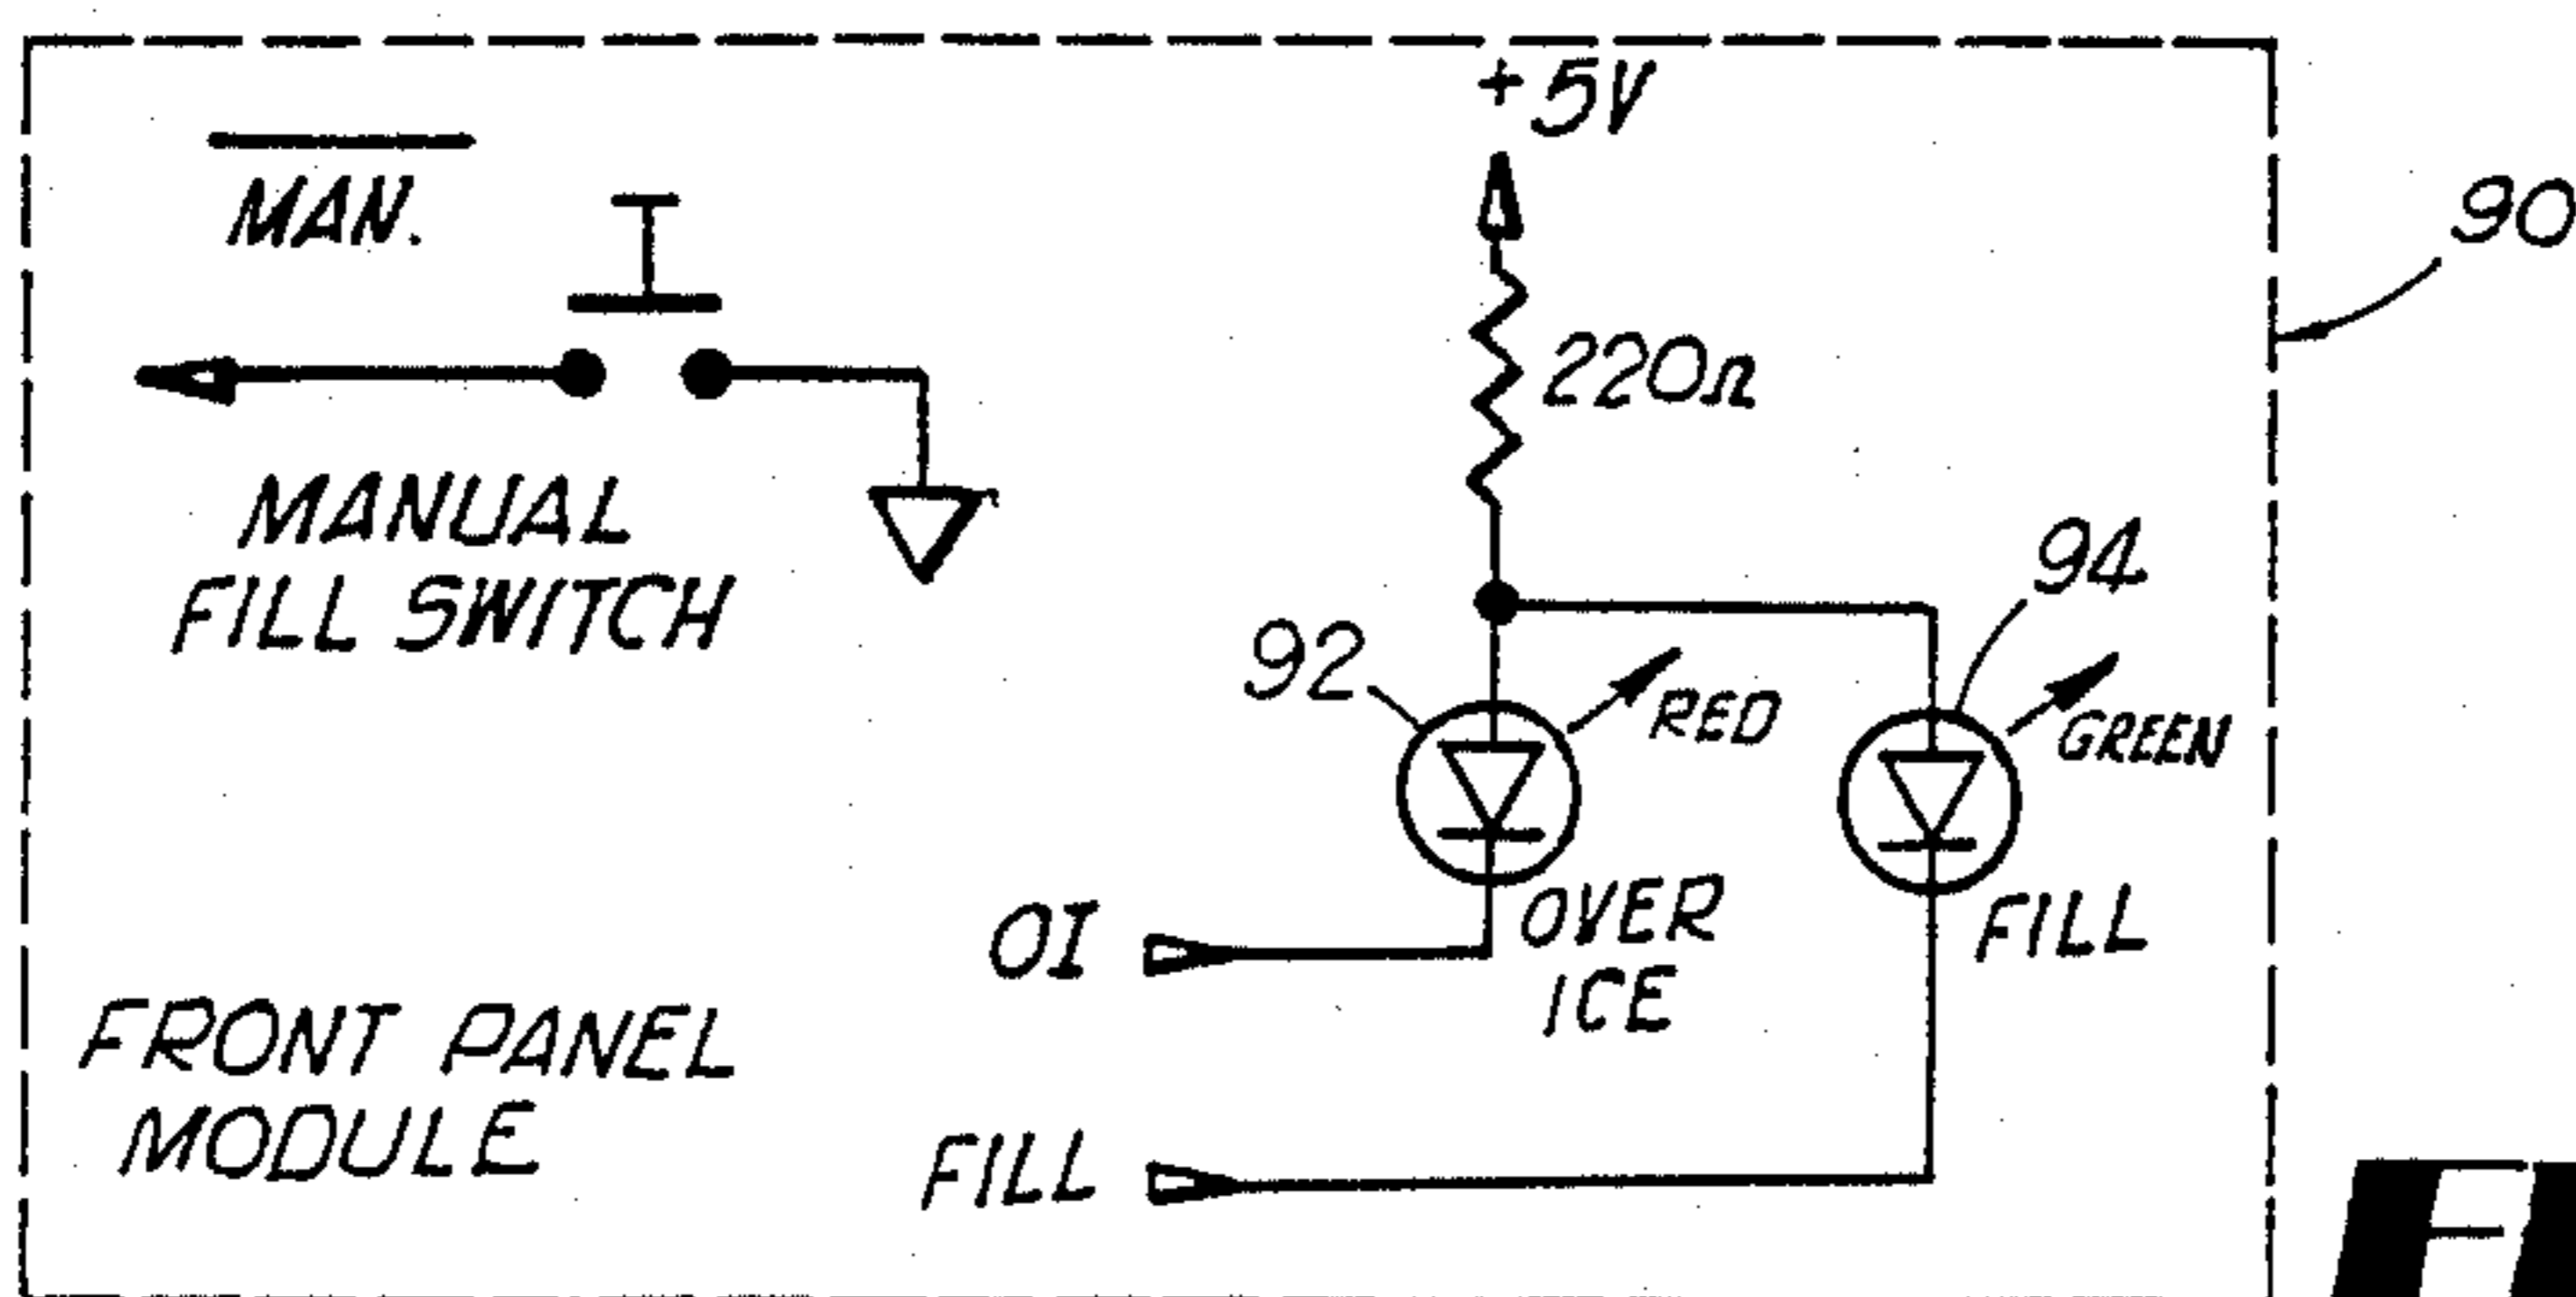 +5V
MAN.
90
220Ω
MANUAL
FILL SWITCH
94
92
RED
GREEN
OVER
ICE
FILL
OI
FRONT PANEL
MODULE
FILL